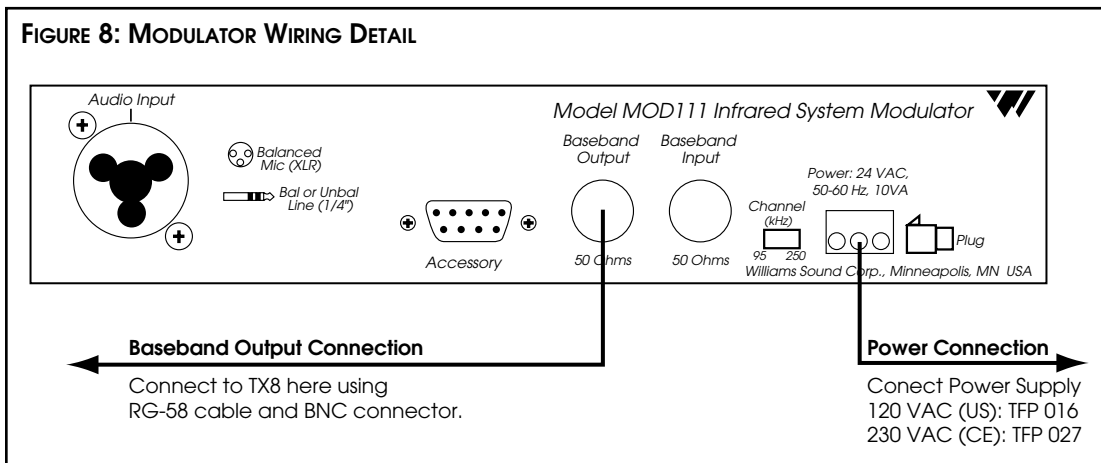 FIGURE 8: MODULATOR WIRING DETAIL
Audio Input
Balanced
Mic (XLR)
Bal or Unbal
Line (1/4")
Accessory
Model MOD111 Infrared System Modulator
Baseband
Output
50 Ohms
Baseband
Input
50 Ohms
Channel
(kHz)
95 250
Power: 24 VAC,
50-60 Hz, 10VA
Plug
Williams Sound Corp., Minneapolis, MN USA
Baseband Output Connection
Connect to TX8 here using
RG-58 cable and BNC connector.
Power Connection
Conect Power Supply
120 VAC (US): TFP 016
230 VAC (CE): TFP 027